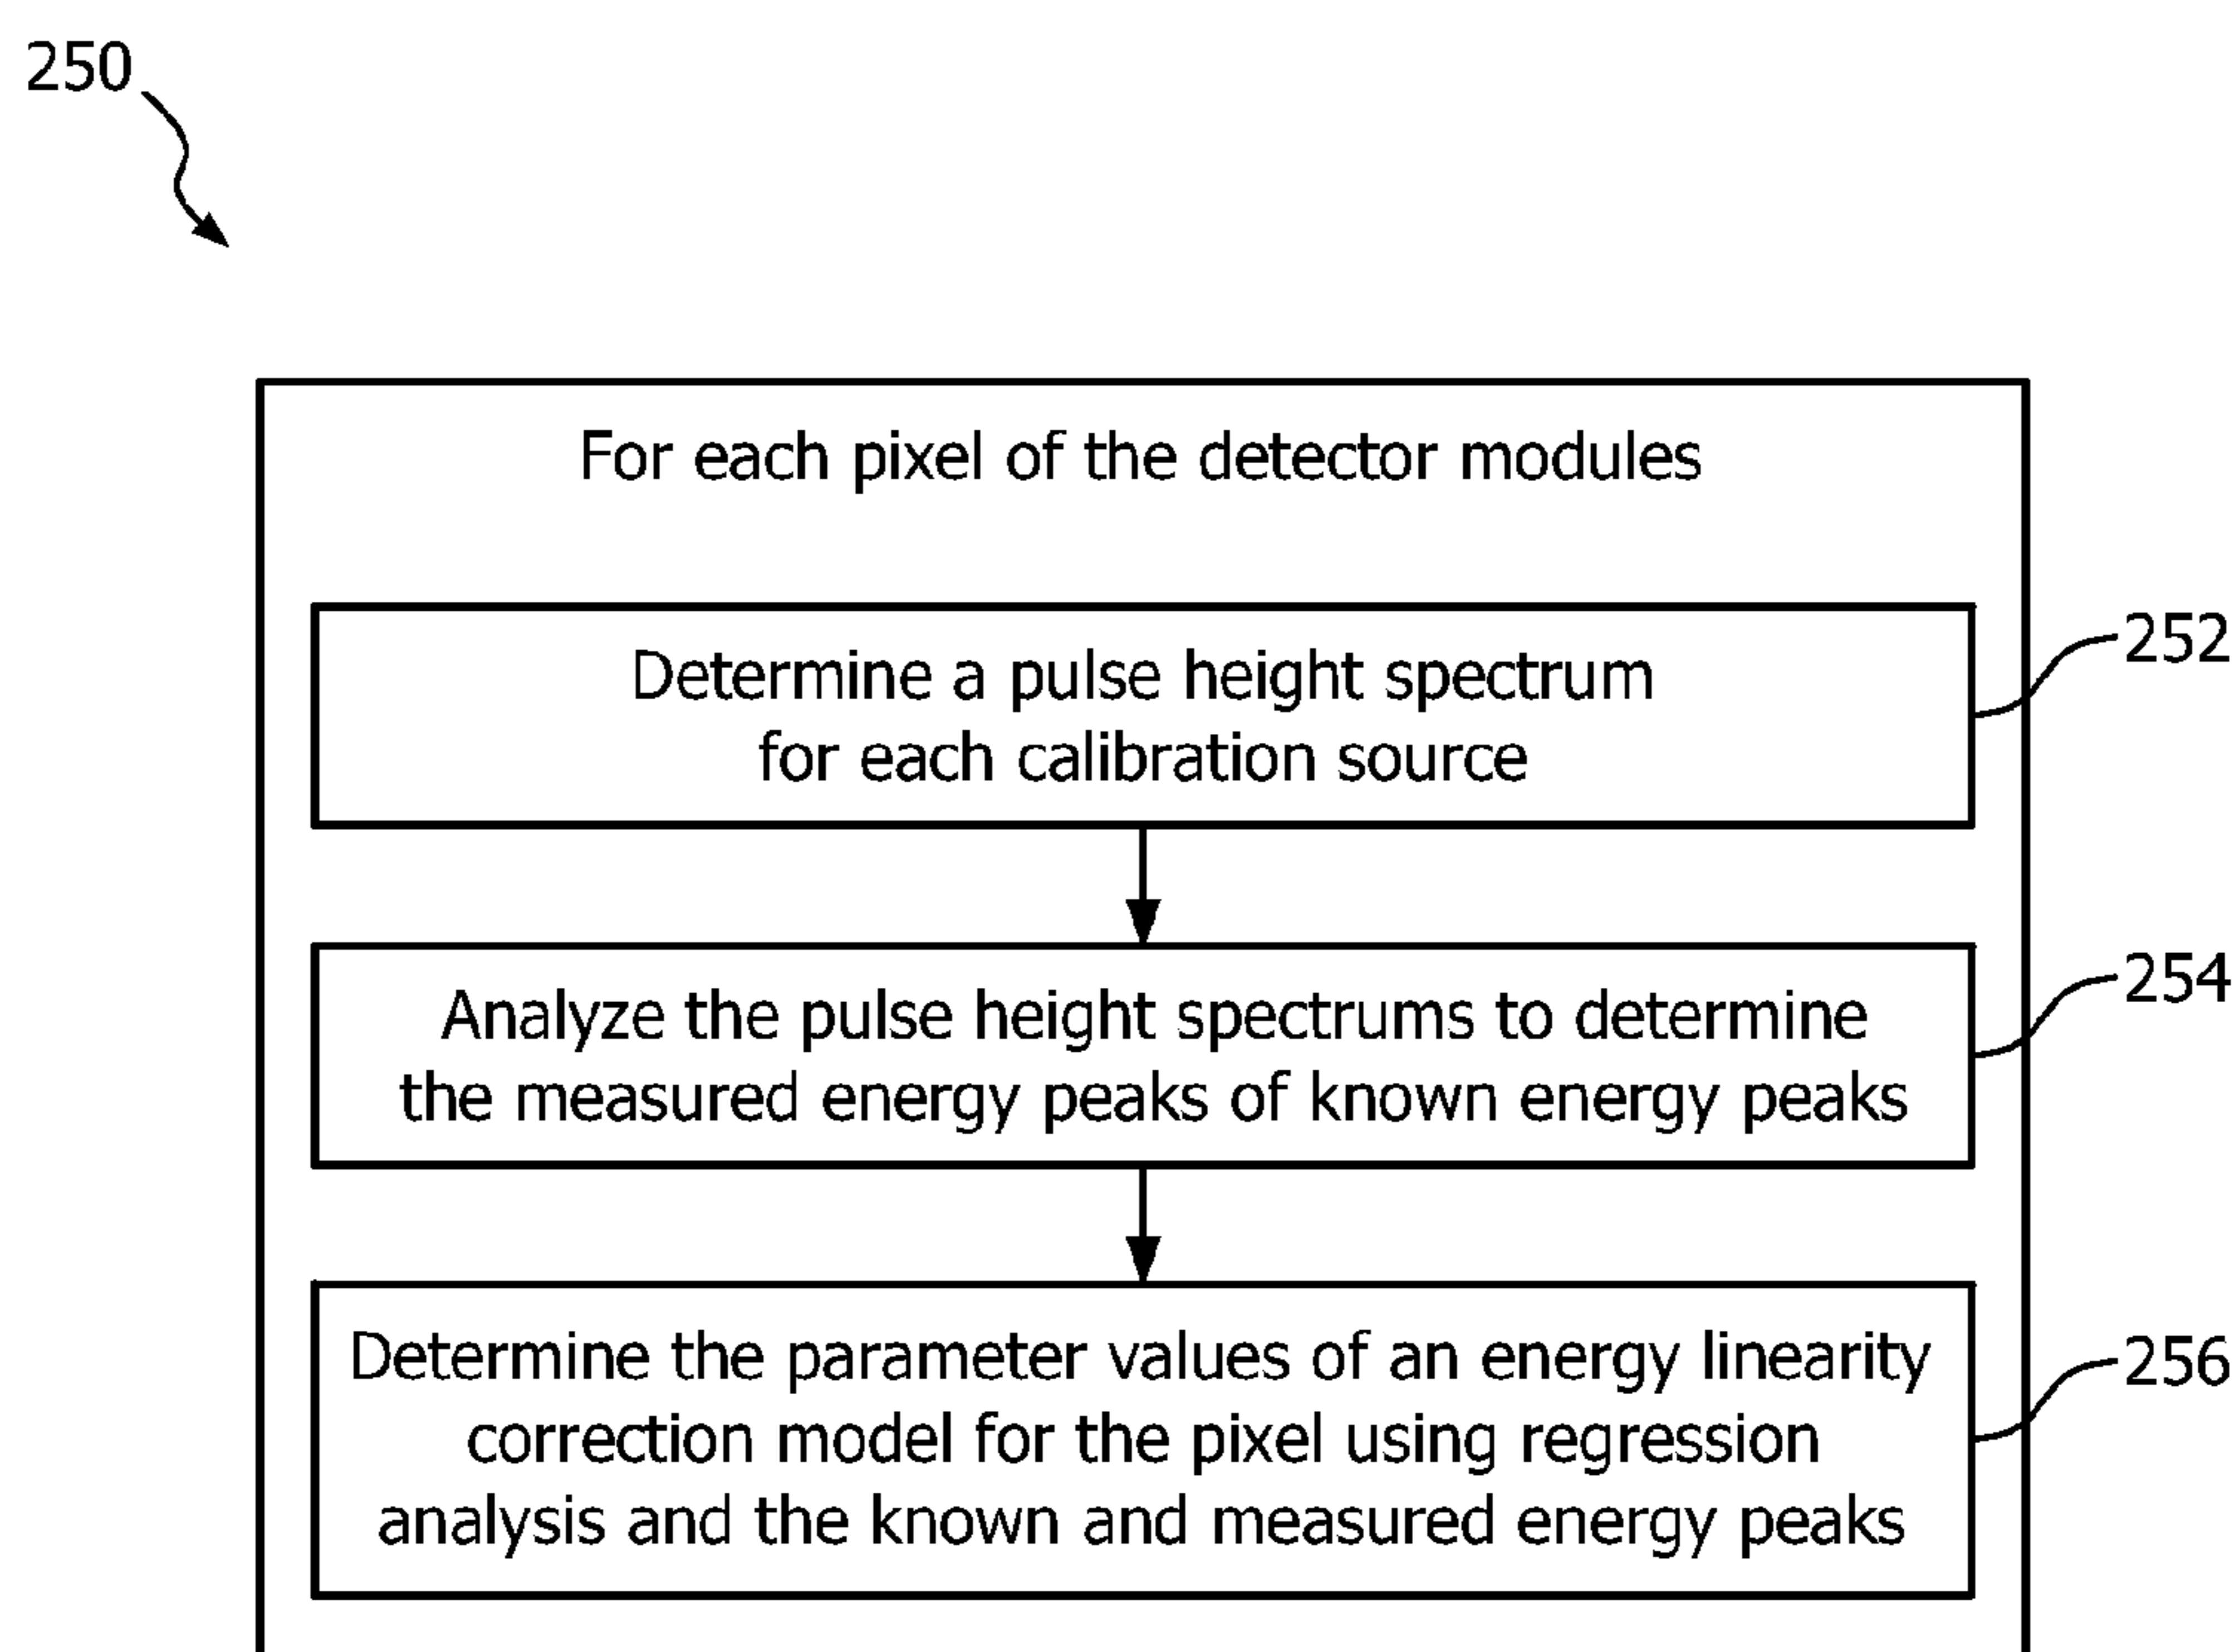 250
For each pixel of the detector modules
Determine a pulse height spectrum
for each calibration source
252
Analyze the pulse height spectrums to determine
the measured energy peaks of known energy peaks
254
Determine the parameter values of an energy linearity
correction model for the pixel using regression
analysis and the known and measured energy peaks
256